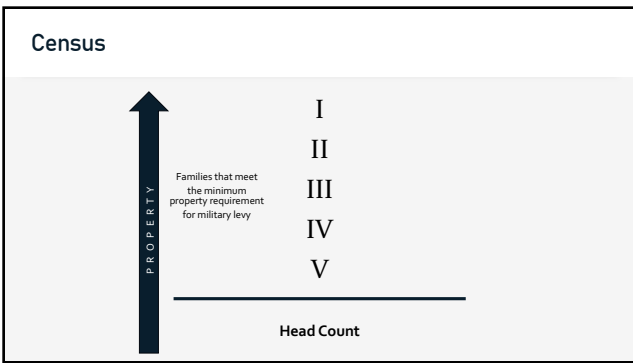 Census
PROPERTY
Families that meet
the minimum
property requirement
for military levy
I
II
III
IV
V
Head Count